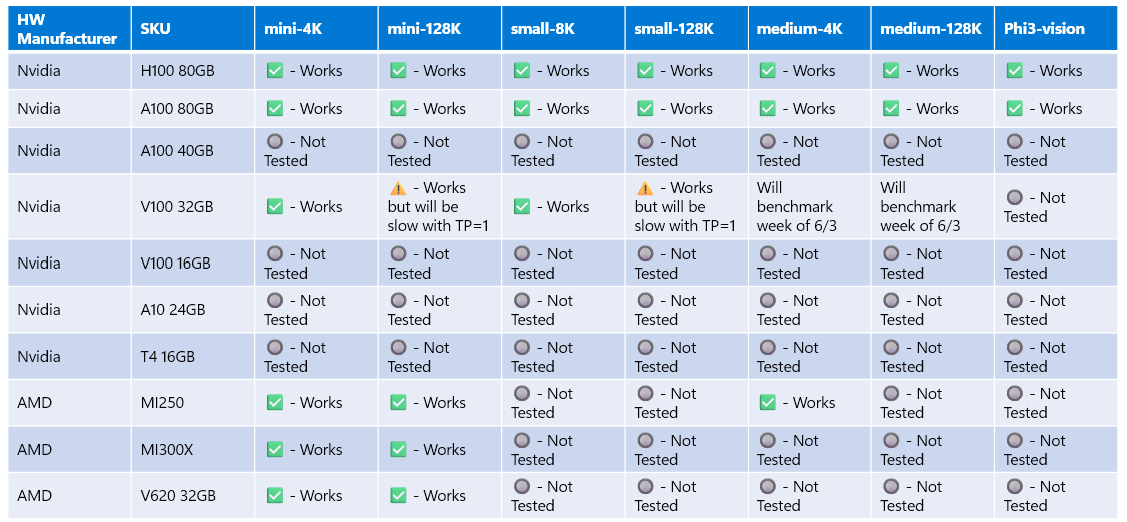 HW Manufacturer | SKU | mini-4K | mini-128K | small-8K | small-128K | medium-4K | medium-128K | Phi3-vision
Nvidia | H100 80GB | ✅ - Works | ✅ - Works | ✅ - Works | ✅ - Works | ✅ - Works | ✅ - Works | ✅ - Works
Nvidia | A100 80GB | ✅ - Works | ✅ - Works | ✅ - Works | ✅ - Works | ✅ - Works | ✅ - Works | ✅ - Works
Nvidia | A100 40GB | - Not Tested | - Not Tested | - Not Tested | - Not Tested | - Not Tested | - Not Tested | - Not Tested
Nvidia | V100 32GB | ✅ - Works | ⚠️ - Works but will be slow with TP=1 | ✅ - Works | ⚠️ - Works but will be slow with TP=1 | Will benchmark week of 6/3 | Will benchmark week of 6/3 | - Not Tested
Nvidia | V100 16GB | - Not Tested | - Not Tested | - Not Tested | - Not Tested | - Not Tested | - Not Tested | - Not Tested
Nvidia | A10 24GB | - Not Tested | - Not Tested | - Not Tested | - Not Tested | - Not Tested | - Not Tested | - Not Tested
Nvidia | T4 16GB | - Not Tested | - Not Tested | - Not Tested | - Not Tested | - Not Tested | - Not Tested | - Not Tested
AMD | MI250 | ✅ - Works | ✅ - Works | - Not Tested | - Not Tested | ✅ - Works | - Not Tested | - Not Tested
AMD | MI300X | ✅ - Works | ✅ - Works | - Not Tested | - Not Tested | - Not Tested | - Not Tested | - Not Tested
AMD | V620 32GB | ✅ - Works | ✅ - Works | - Not Tested | - Not Tested | - Not Tested | - Not Tested | - Not Tested